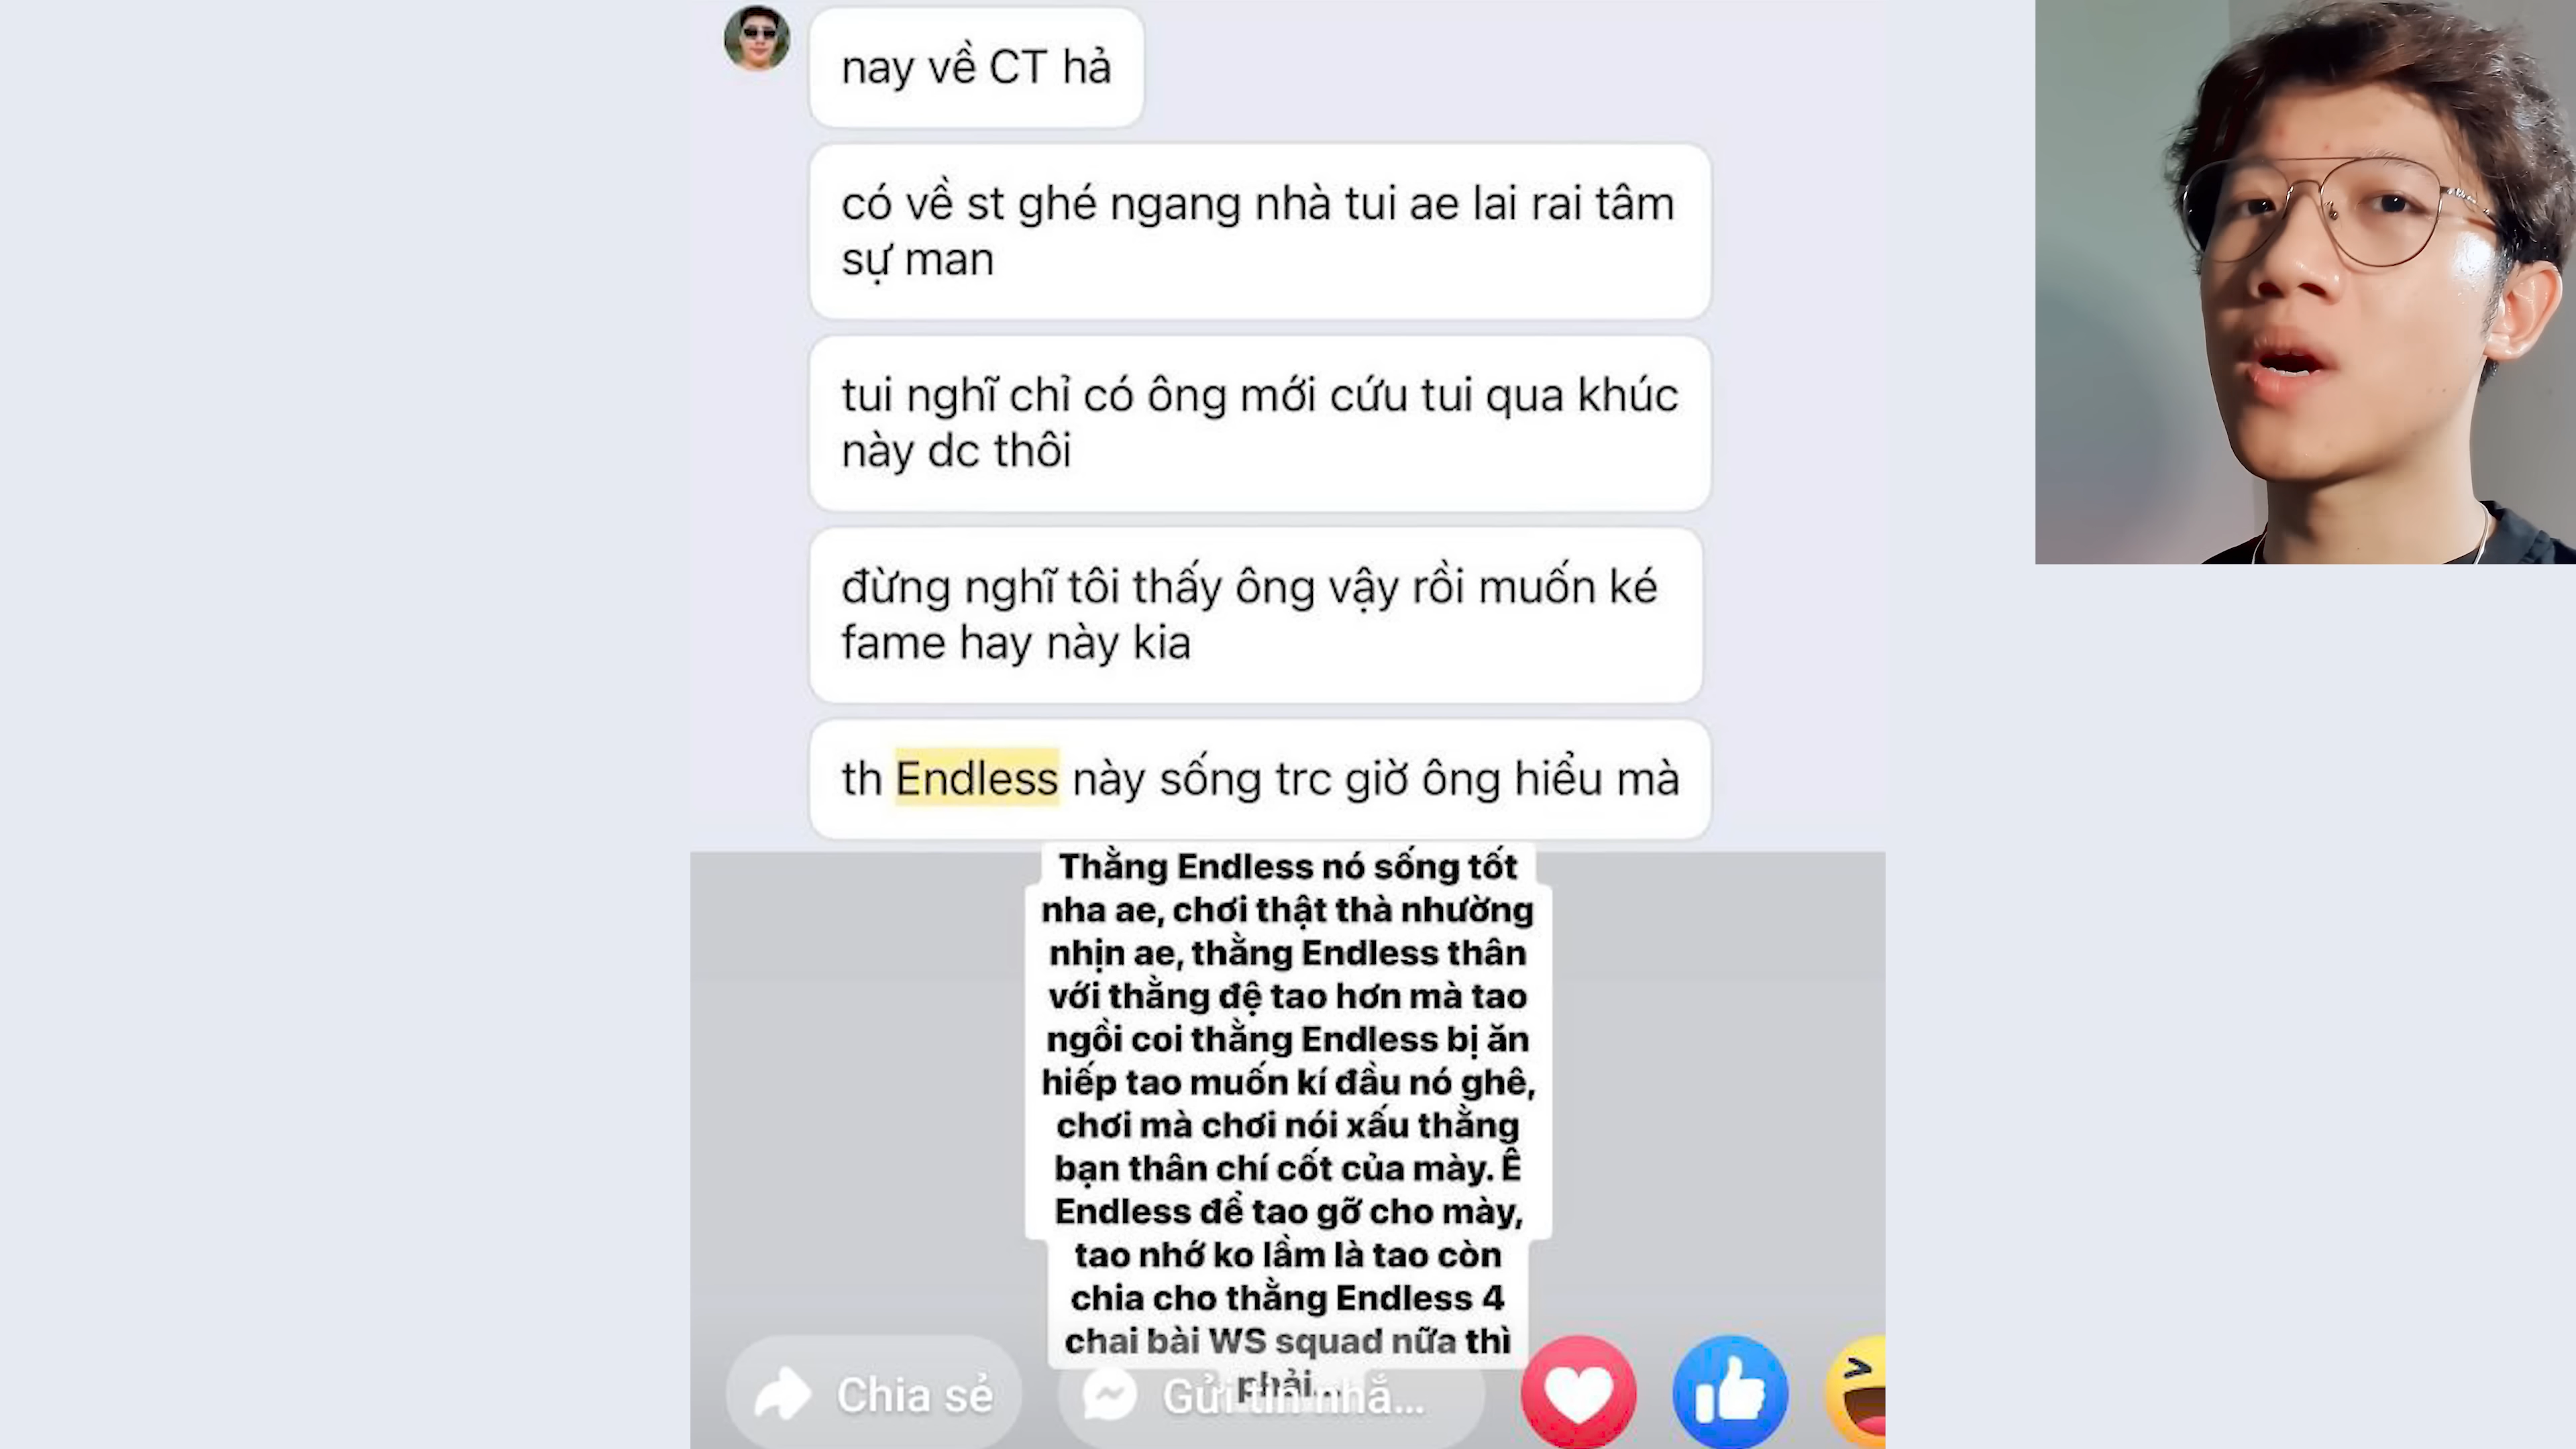 nay về CT hả
có về st ghé ngang nhà tui ae lai rai tâm
sự man
tui nghĩ chỉ có ông mới cứu tui qua khúc
này dc thôi
đừng nghĩ tôi thấy ông vậy rồi muốn ké
fame hay này kia
th Endless này sống trc giờ ông hiểu mà
Thằng Endless nó sống tốt
nha ae, chơi thật thà nhường
nhịn ae, thằng Endless thân
với thằng đệ tao hơn mà tao
ngồi coi thằng Endless bị ăn
hiếp tao muốn kí đầu nó ghê,
chơi mà chơi nói xấu thằng
bạn thân chí cốt của mày. Ê
Endless để tao gỡ cho mày,
tao nhớ ko lầm là tao còn
chia cho thằng Endless 4
chai bài WS squad nữa thì
phải...
Chia sẻ
Gửi tin nhắ...